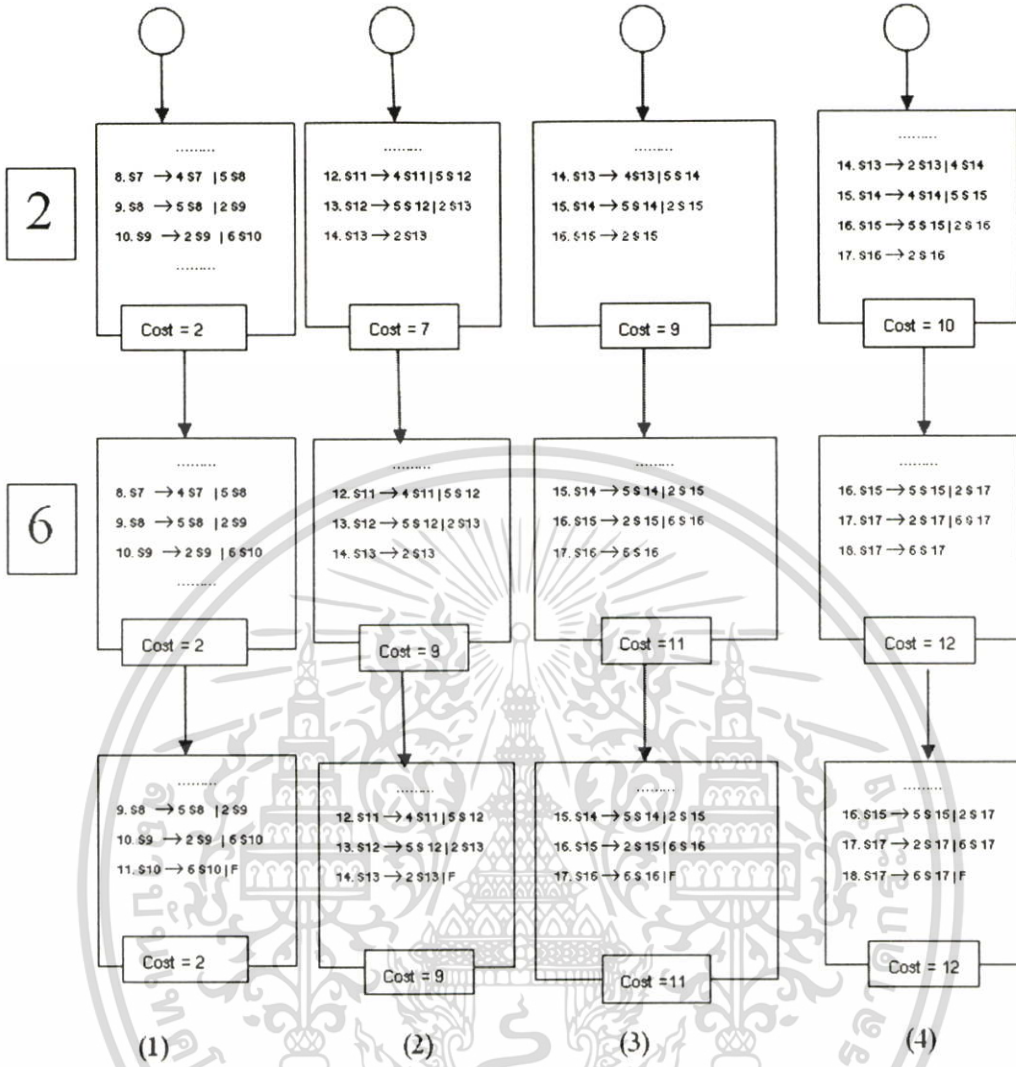 2
.........
8. S7 → 4 S7 | 5 S8
9. S8 → 5 S8 | 2 S9
10. S9 → 2 S9 | 6 S10
.........
Cost = 2
.........
12. S11 → 4 S11 | 5 S 12
13. S12 → 5 S 12 | 2 S13
14. S13 → 2 S13
Cost = 7
.........
14. S13 → 4S13 | 5 S 14
15. S14 → 5 S 14 | 2 S 15
16. S15 → 2 S 15
Cost = 9
.........
14. S13 → 2 S13 | 4 S14
15. S14 → 4 S14 | 5 S 15
16. S15 → 5 S 15 | 2 S 16
17. S16 → 2 S 16
Cost = 10
6
.........
8. S7 → 4 S7 | 5 S8
9. S8 → 5 S8 | 2 S9
10. S9 → 2 S9 | 6 S10
.........
Cost = 2
.........
12. S11 → 4 S11 | 5 S 12
13. S12 → 5 S 12 | 2 S13
14. S13 → 2 S13
Cost = 9
.........
15. S14 → 5 S 14 | 2 S 15
16. S15 → 2 S 15 | 6 S 16
17. S16 → 6 S 16
Cost =11
.........
16. S15 → 5 S 15 | 2 S 17
17. S17 → 2 S 17 | 6 S 17
18. S17 → 6 S 17
Cost = 12
.........
9. S8 → 5 S8 | 2 S9
10. S9 → 2 S9 | 6 S10
11. S10 → 6 S10 | F
Cost = 2
.........
12. S11 → 4 S11 | 5 S 12
13. S12 → 5 S 12 | 2 S13
14. S13 → 2 S13 | F
Cost = 9
.........
15. S14 → 5 S 14 | 2 S 15
16. S15 → 2 S 15 | 6 S 16
17. S16 → 6 S 16 | F
Cost =11
.........
16. S15 → 5 S 15 | 2 S 17
17. S17 → 2 S 17 | 6 S 17
18. S17 → 6 S 17 | F
Cost = 12
(1)
(2)
(3)
(4)